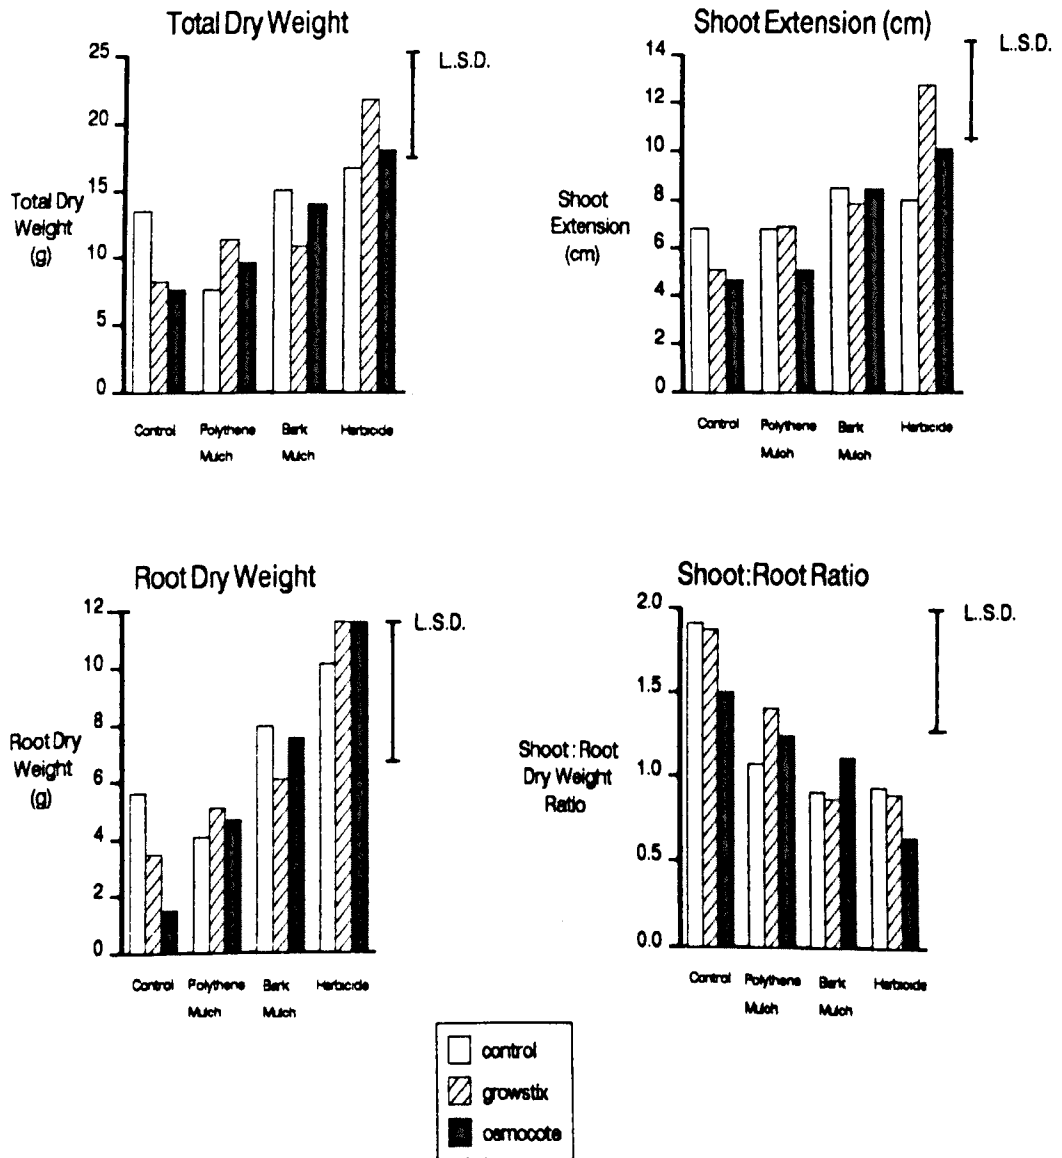 Total Dry Weight
25
20
15
10
5
0
Total Dry
Weight
(g)
L.S.D.
Control
Polythene
Mulch
Bark
Mulch
Herbicide
Shoot Extension (cm)
14
12
10
8
6
4
2
0
Shoot
Extension
(cm)
L.S.D.
Control
Polythene
Mulch
Bark
Mulch
Herbicide
Root Dry Weight
12
10
8
6
4
2
0
Root Dry
Weight
(g)
L.S.D.
Control
Polythene
Mulch
Bark
Mulch
Herbicide
Shoot:Root Ratio
2.0
1.5
1.0
0.5
0.0
Shoot : Root
Dry Weight
Ratio
L.S.D.
Control
Polythene
Mulch
Bark
Mulch
Herbicide
control
growstix
osmocote